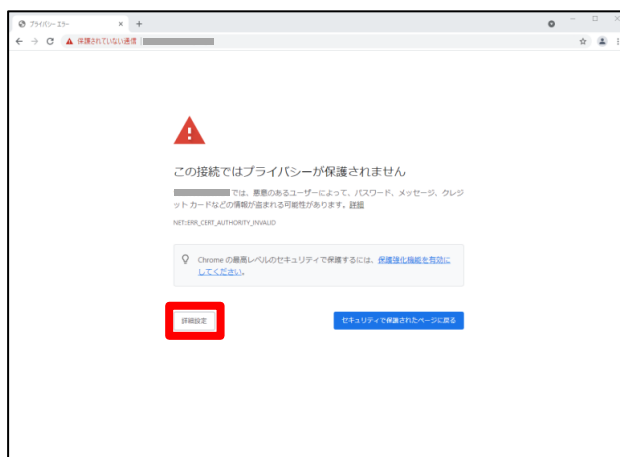 プライバシー エラー
保護されていない通信
この接続ではプライバシーが保護されません
では、悪意のあるユーザーによって、パスワード、メッセージ、クレジ
ット カードなどの情報が盗まれる可能性があります。詳細
NET::ERR_CERT_AUTHORITY_INVALID
Chrome の最高レベルのセキュリティで保護するには、保護強化機能を有効に
してください。
詳細設定 セキュリティで保護されたページに戻る